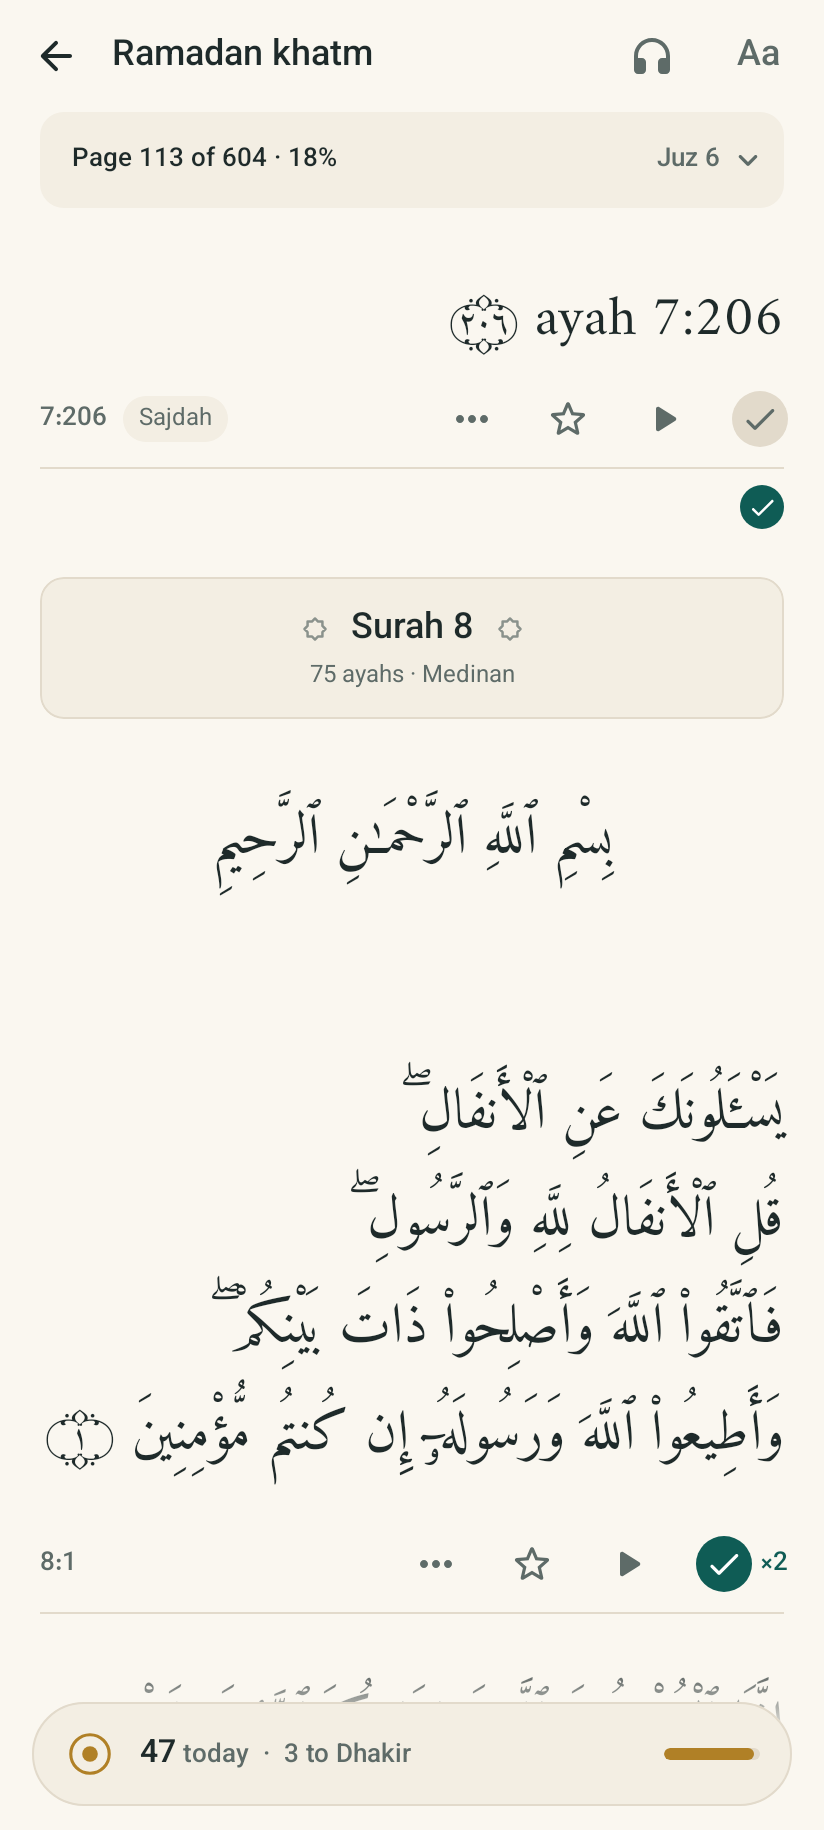 Ramadan khatm Aa
Page 113 of 604 · 18% Juz 6
ayah 7:206 ٢٠٦
7:206 Sajdah
Surah 8
75 ayahs · Medinan
بِسْمِ ٱللَّهِ ٱلرَّحْمَـٰنِ ٱلرَّحِيمِ
يَسْـَٔلُونَكَ عَنِ ٱلْأَنفَالِ ۖ
قُلِ ٱلْأَنفَالُ لِلَّهِ وَٱلرَّسُولِ ۖ
فَٱتَّقُوا۟ ٱللَّهَ وَأَصْلِحُوا۟ ذَاتَ بَيْنِكُمْ ۖ
وَأَطِيعُوا۟ ٱللَّهَ وَرَسُولَهُۥٓ إِن كُنتُم مُّؤْمِنِينَ ١
8:1 ×2
47 today · 3 to Dhakir